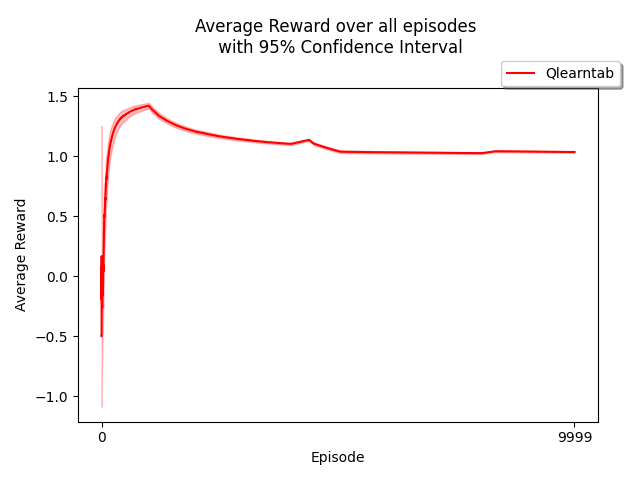 Average Reward over all episodes
with 95% Confidence Interval
Qlearntab
1.5
1.0
0.5
0.0
−0.5
−1.0
Average Reward
0
9999
Episode